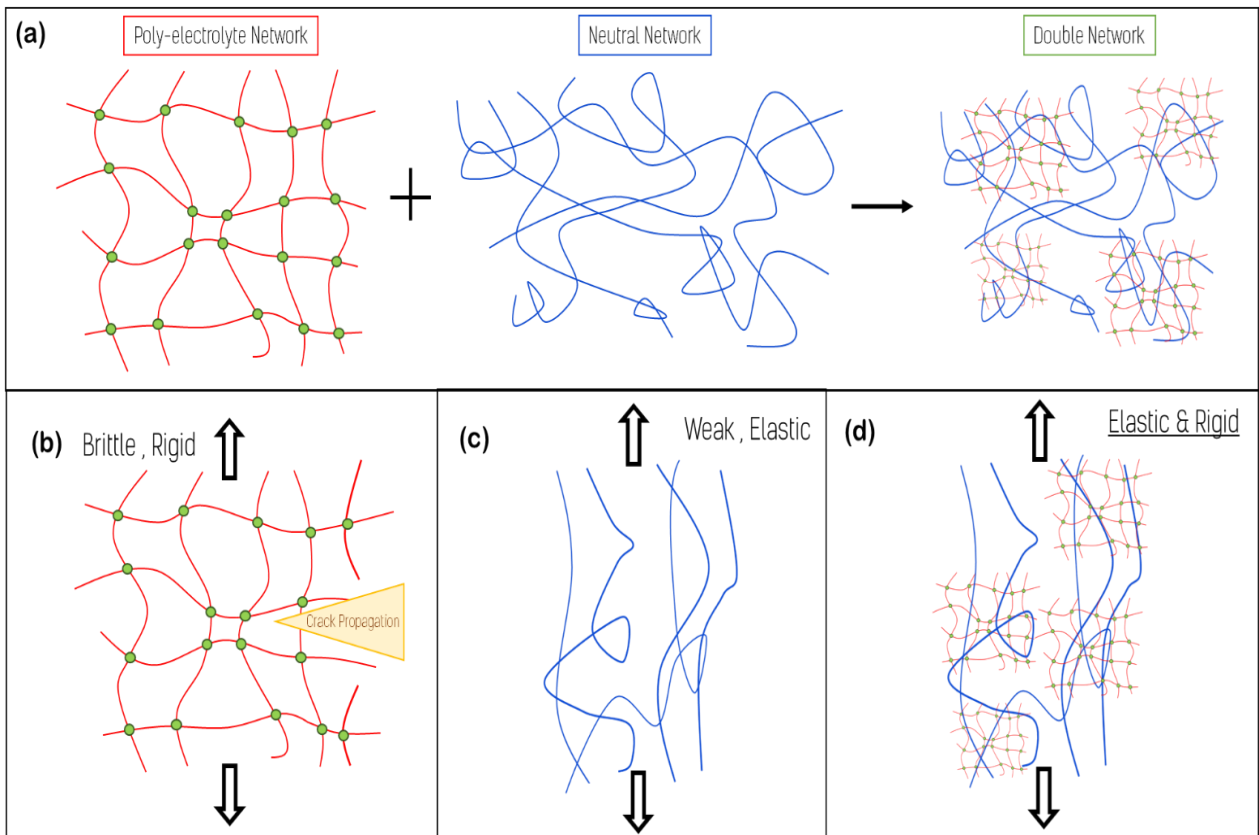 (a)
Poly-electrolyte Network
Neutral Network
Double Network
(b)
Brittle , Rigid
Crack Propagation
(c)
Weak , Elastic
(d)
Elastic & Rigid